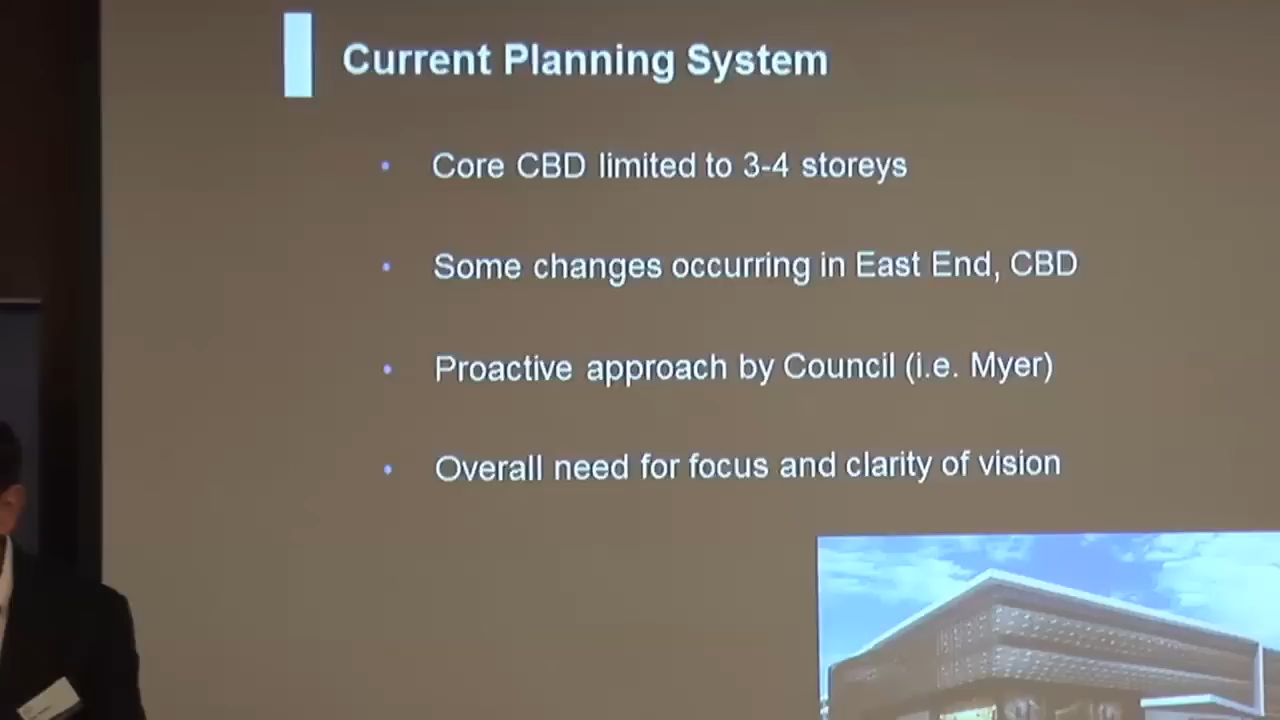 Current Planning System
• Core CBD limited to 3-4 storeys
• Some changes occurring in East End, CBD
• Proactive approach by Council (i.e. Myer)
• Overall need for focus and clarity of vision